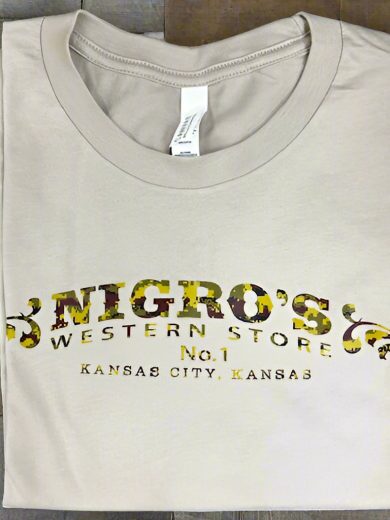 NIGRO'S
WESTERN STORE
No.1
KANSAS CITY, KANSAS